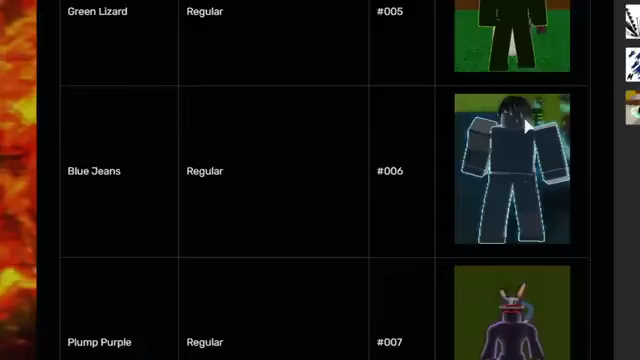 Green Lizard Regular #005
Blue Jeans Regular #006
Plump Purple Regular #007